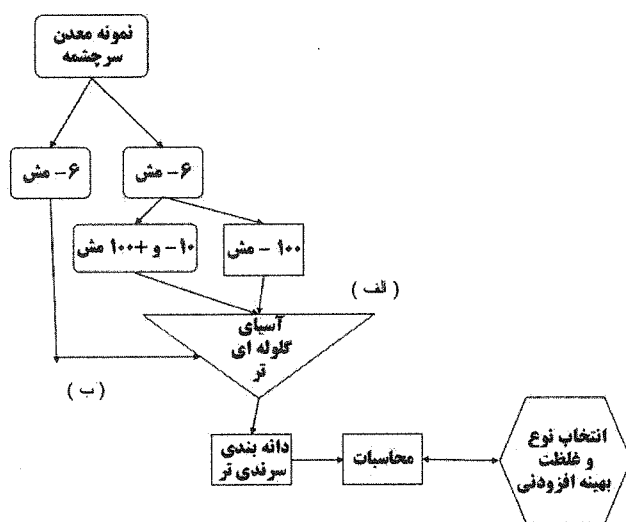 نمونه معدن
سرچشمه
۶- مش
۶- مش
۱۰- و +۱۰۰ مش
۱۰۰ - مش
( الف )
آسیای
گلوله ای
تر
( ب )
دانه بندی
سرندی تر
محاسبات
انتخاب نوع
و غلظت
بهینه افزودنی